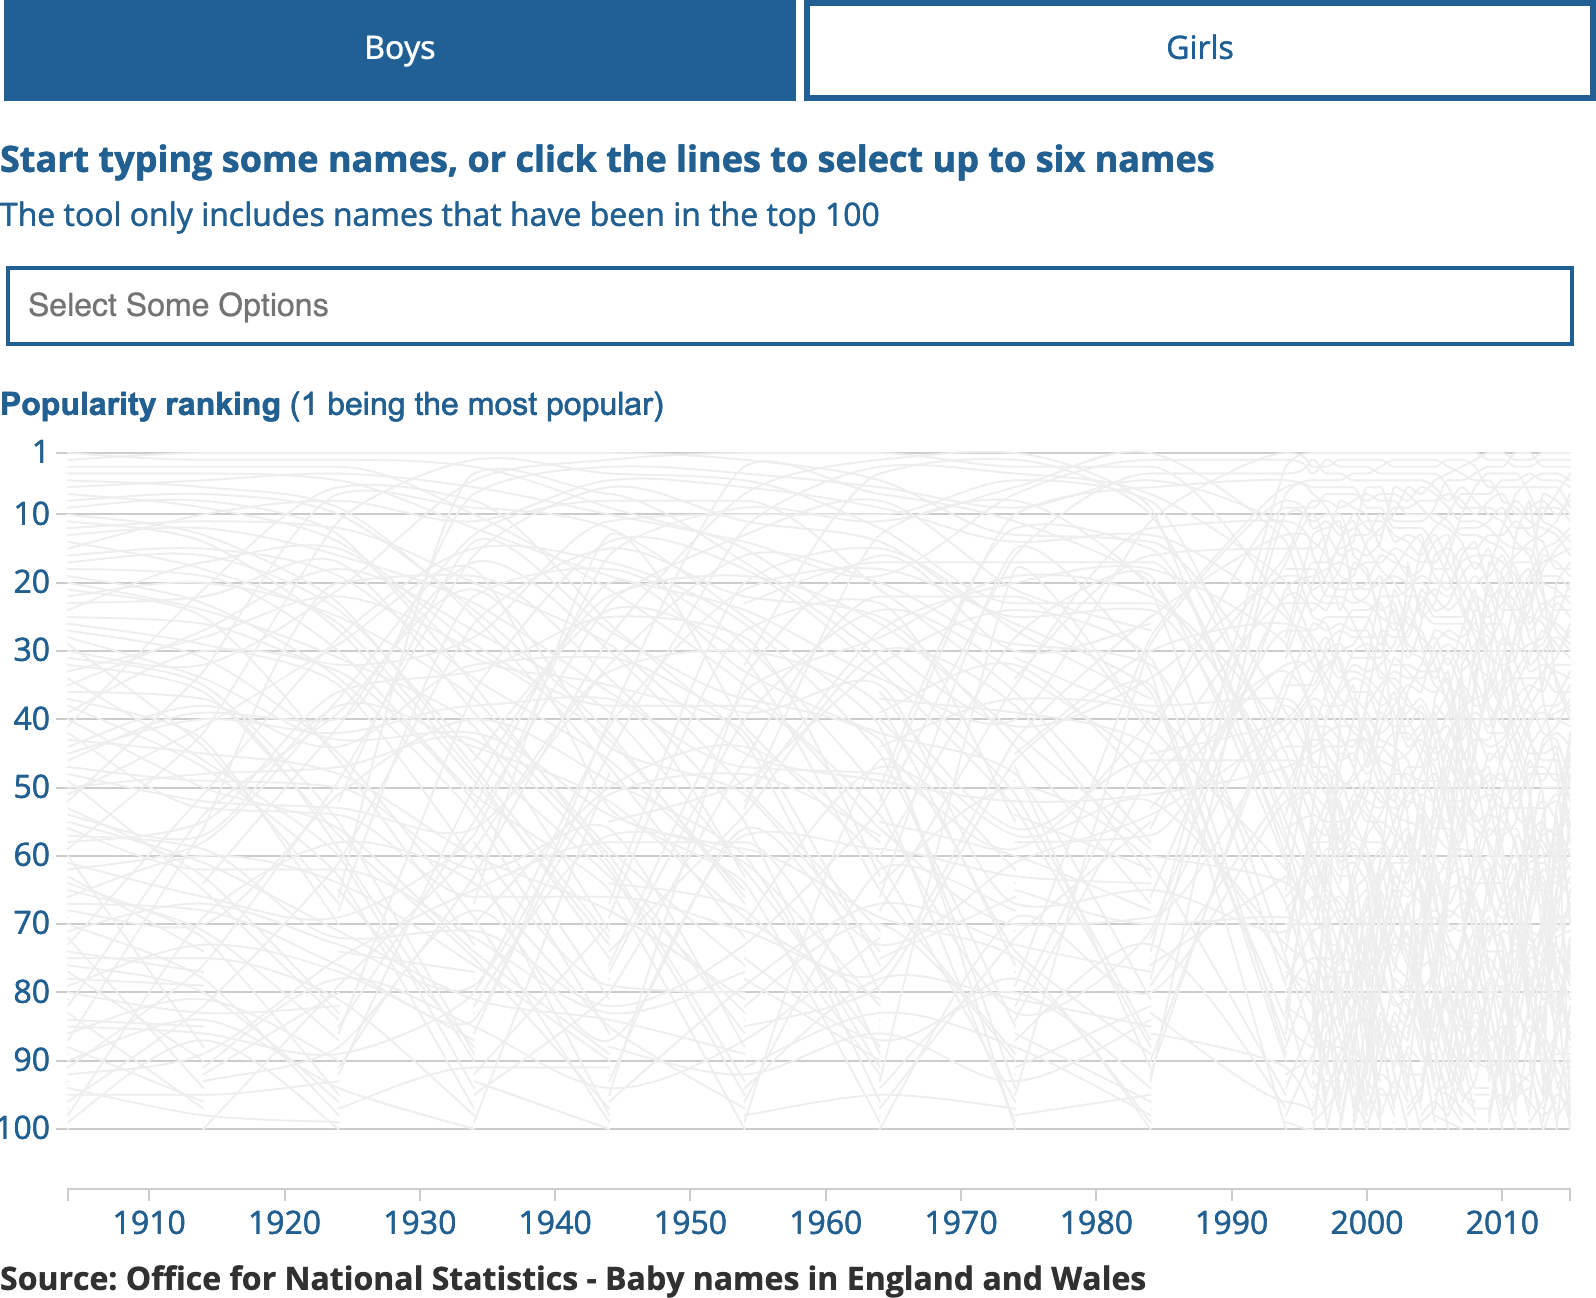 Boys
Girls
Start typing some names, or click the lines to select up to six names
The tool only includes names that have been in the top 100
Select Some Options
Popularity ranking (1 being the most popular)
1
10
20
30
40
50
60
70
80
90
100
1910 1920 1930 1940 1950 1960 1970 1980 1990 2000 2010
Source: Office for National Statistics - Baby names in England and Wales